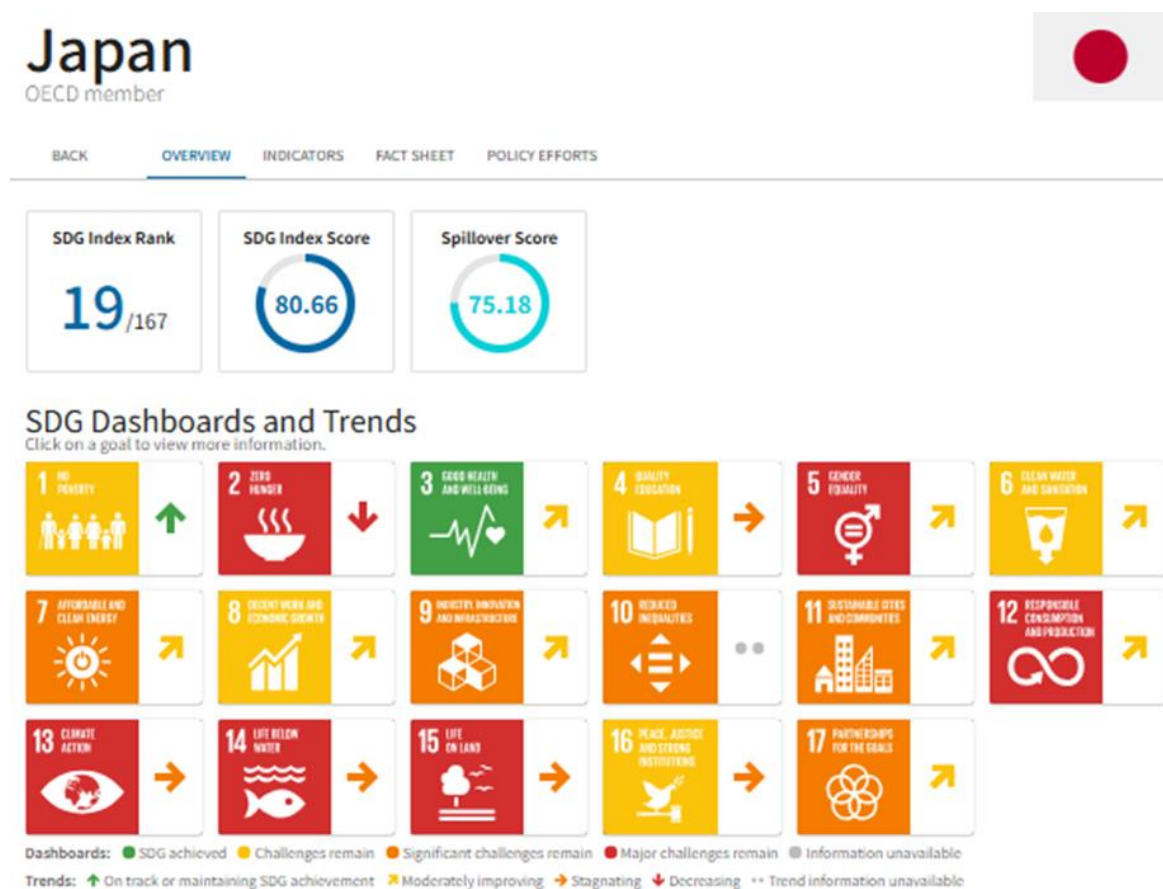 Japan
OECD member
BACK OVERVIEW INDICATORS FACT SHEET POLICY EFFORTS
SDG Index Rank
19/167
SDG Index Score
80.66
Spillover Score
75.18
SDG Dashboards and Trends
Click on a goal to view more information.
1 NO
POVERTY
2 ZERO
HUNGER
3 GOOD HEALTH
AND WELL-BEING
4 QUALITY
EDUCATION
5 GENDER
EQUALITY
6 CLEAN WATER
AND SANITATION
7 AFFORDABLE AND
CLEAN ENERGY
8 DECENT WORK AND
ECONOMIC GROWTH
9 INDUSTRY, INNOVATION
AND INFRASTRUCTURE
10 REDUCED
INEQUALITIES
11 SUSTAINABLE CITIES
AND COMMUNITIES
12 RESPONSIBLE
CONSUMPTION
AND PRODUCTION
13 CLIMATE
ACTION
14 LIFE BELOW
WATER
15 LIFE
ON LAND
16 PEACE, JUSTICE
AND STRONG
INSTITUTIONS
17 PARTNERSHIPS
FOR THE GOALS
Dashboards: SDG achieved Challenges remain Significant challenges remain Major challenges remain Information unavailable
Trends: On track or maintaining SDG achievement Moderately improving Stagnating Decreasing Trend information unavailable